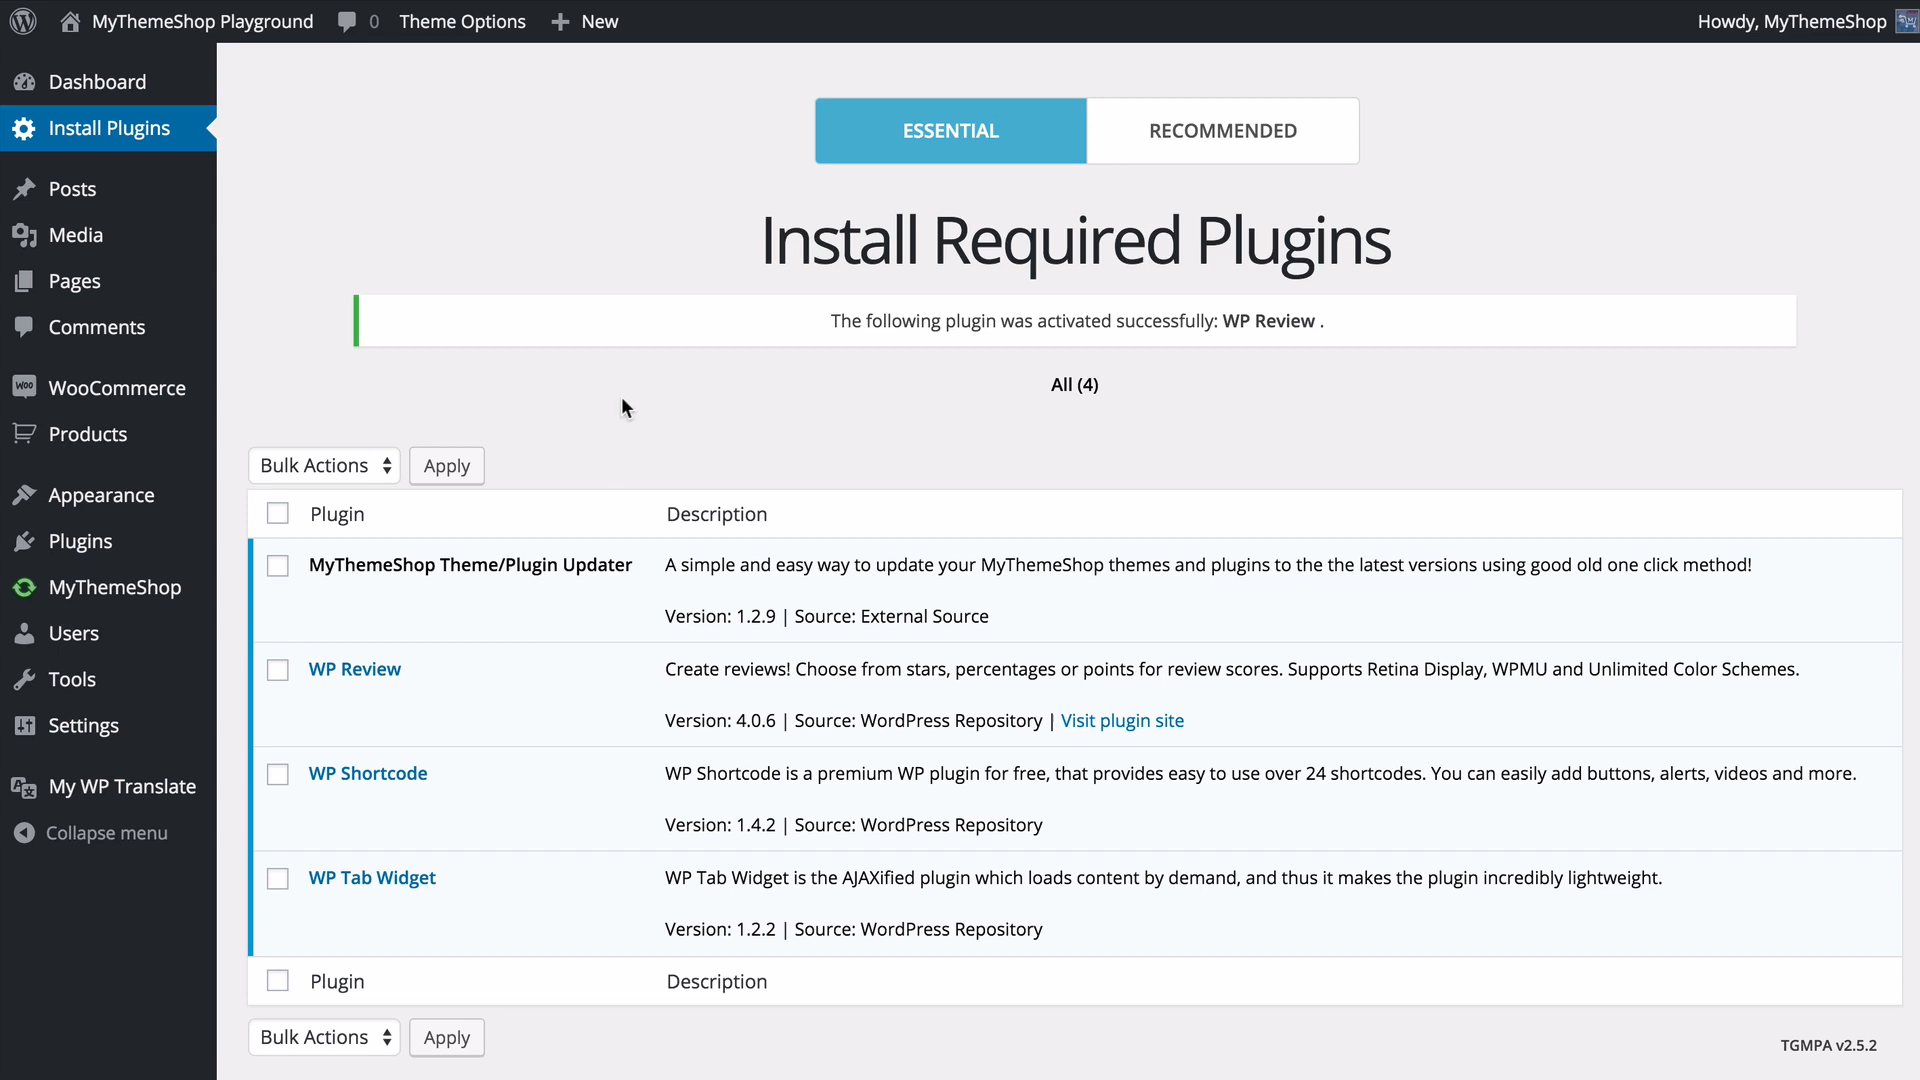 MyThemeShop Playground 0 Theme Options New Howdy, MyThemeShop
Dashboard
Install Plugins
Posts
Media
Pages
Comments
WOO WooCommerce
Products
Appearance
Plugins
MyThemeShop
Users
Tools
Settings
My WP Translate
Collapse menu
ESSENTIAL RECOMMENDED
Install Required Plugins
The following plugin was activated successfully: WP Review .
All (4)
Bulk Actions Apply
Plugin Description
MyThemeShop Theme/Plugin Updater A simple and easy way to update your MyThemeShop themes and plugins to the the latest versions using good old one click method!
Version: 1.2.9 | Source: External Source
WP Review Create reviews! Choose from stars, percentages or points for review scores. Supports Retina Display, WPMU and Unlimited Color Schemes.
Version: 4.0.6 | Source: WordPress Repository | Visit plugin site
WP Shortcode WP Shortcode is a premium WP plugin for free, that provides easy to use over 24 shortcodes. You can easily add buttons, alerts, videos and more.
Version: 1.4.2 | Source: WordPress Repository
WP Tab Widget WP Tab Widget is the AJAXified plugin which loads content by demand, and thus it makes the plugin incredibly lightweight.
Version: 1.2.2 | Source: WordPress Repository
Plugin Description
Bulk Actions Apply
TGMPA v2.5.2